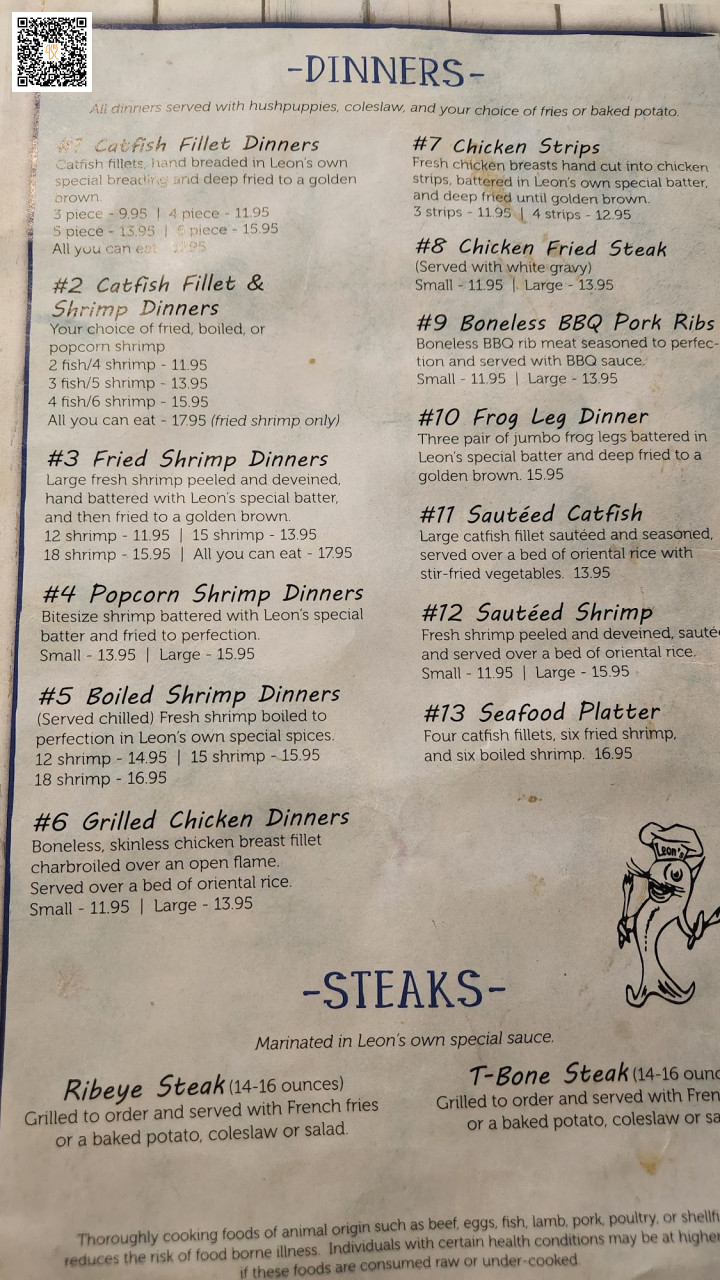 -DINNERS-
All dinners served with hushpuppies, coleslaw, and your choice of fries or baked potato.
#1 Catfish Fillet Dinners
Catfish fillets, hand breaded in Leon's own
special breading and deep fried to a golden
brown.
3 piece - 9.95 | 4 piece - 11.95
5 piece - 13.95 | 6 piece - 15.95
All you can eat
#2 Catfish Fillet &
Shrimp Dinners
Your choice of fried, boiled, or
popcorn shrimp
2 fish/4 shrimp - 11.95
3 fish/5 shrimp - 13.95
4 fish/6 shrimp - 15.95
All you can eat - 17.95 (fried shrimp only)
#3 Fried Shrimp Dinners
Large fresh shrimp peeled and deveined,
hand battered with Leon's special batter,
and then fried to a golden brown.
12 shrimp - 11.95 | 15 shrimp - 13.95
18 shrimp - 15.95 | All you can eat - 17.95
#4 Popcorn Shrimp Dinners
Bitesize shrimp battered with Leon's special
batter and fried to perfection.
Small - 13.95 | Large - 15.95
#5 Boiled Shrimp Dinners
(Served chilled) Fresh shrimp boiled to
perfection in Leon's own special spices.
12 shrimp - 14.95 | 15 shrimp - 15.95
18 shrimp - 16.95
#6 Grilled Chicken Dinners
Boneless, skinless chicken breast fillet
charbroiled over an open flame.
Served over a bed of oriental rice.
Small - 11.95 | Large - 13.95
#7 Chicken Strips
Fresh chicken breasts hand cut into chicken
strips, battered in Leon's own special batter,
and deep fried until golden brown.
3 strips - 11.95 | 4 strips - 12.95
#8 Chicken Fried Steak
(Served with white gravy)
Small - 11.95 | Large - 13.95
#9 Boneless BBQ Pork Ribs
Boneless BBQ rib meat seasoned to perfec-
tion and served with BBQ sauce.
Small - 11.95 | Large - 13.95
#10 Frog Leg Dinner
Three pair of jumbo frog legs battered in
Leon's special batter and deep fried to a
golden brown. 15.95
#11 Sautéed Catfish
Large catfish fillet sautéed and seasoned,
served over a bed of oriental rice with
stir-fried vegetables. 13.95
#12 Sautéed Shrimp
Fresh shrimp peeled and deveined, sauté
and served over a bed of oriental rice.
Small - 11.95 | Large - 15.95
#13 Seafood Platter
Four catfish fillets, six fried shrimp,
and six boiled shrimp. 16.95
Leon's
-STEAKS-
Marinated in Leon's own special sauce.
Ribeye Steak (14-16 ounces)
Grilled to order and served with French fries
or a baked potato, coleslaw or salad.
T-Bone Steak (14-16 ounc
Grilled to order and served with Fren
or a baked potato, coleslaw or sa
Thoroughly cooking foods of animal origin such as beef, eggs, fish, lamb, pork, poultry, or shellfi
reduces the risk of food borne illness. Individuals with certain health conditions may be at higher
if these foods are consumed raw or under-cooked.